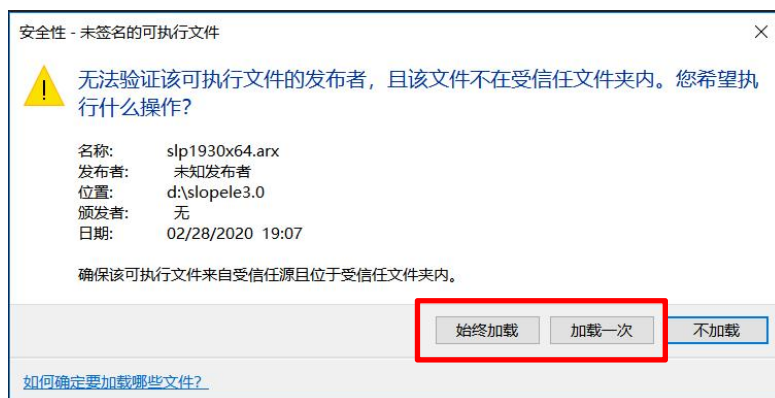 安全性 - 未签名的可执行文件
无法验证该可执行文件的发布者，且该文件不在受信任文件夹内。您希望执
行什么操作？
名称: slp1930x64.arx
发布者: 未知发布者
位置: d:\slopele3.0
颁发者: 无
日期: 02/28/2020 19:07
确保该可执行文件来自受信任源且位于受信任文件夹内。
始终加载 加载一次 不加载
如何确定要加载哪些文件？